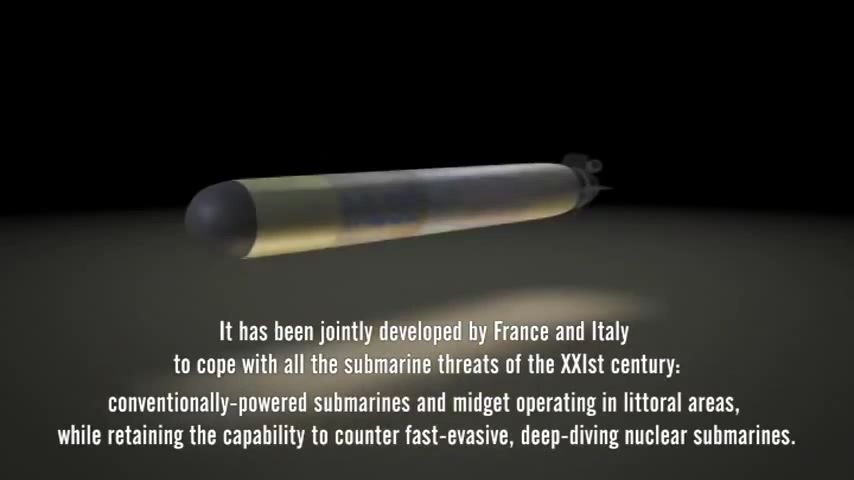 It has been jointly developed by France and Italy
to cope with all the submarine threats of the XXIst century:
conventionally-powered submarines and midget operating in littoral areas,
while retaining the capability to counter fast-evasive, deep-diving nuclear submarines.